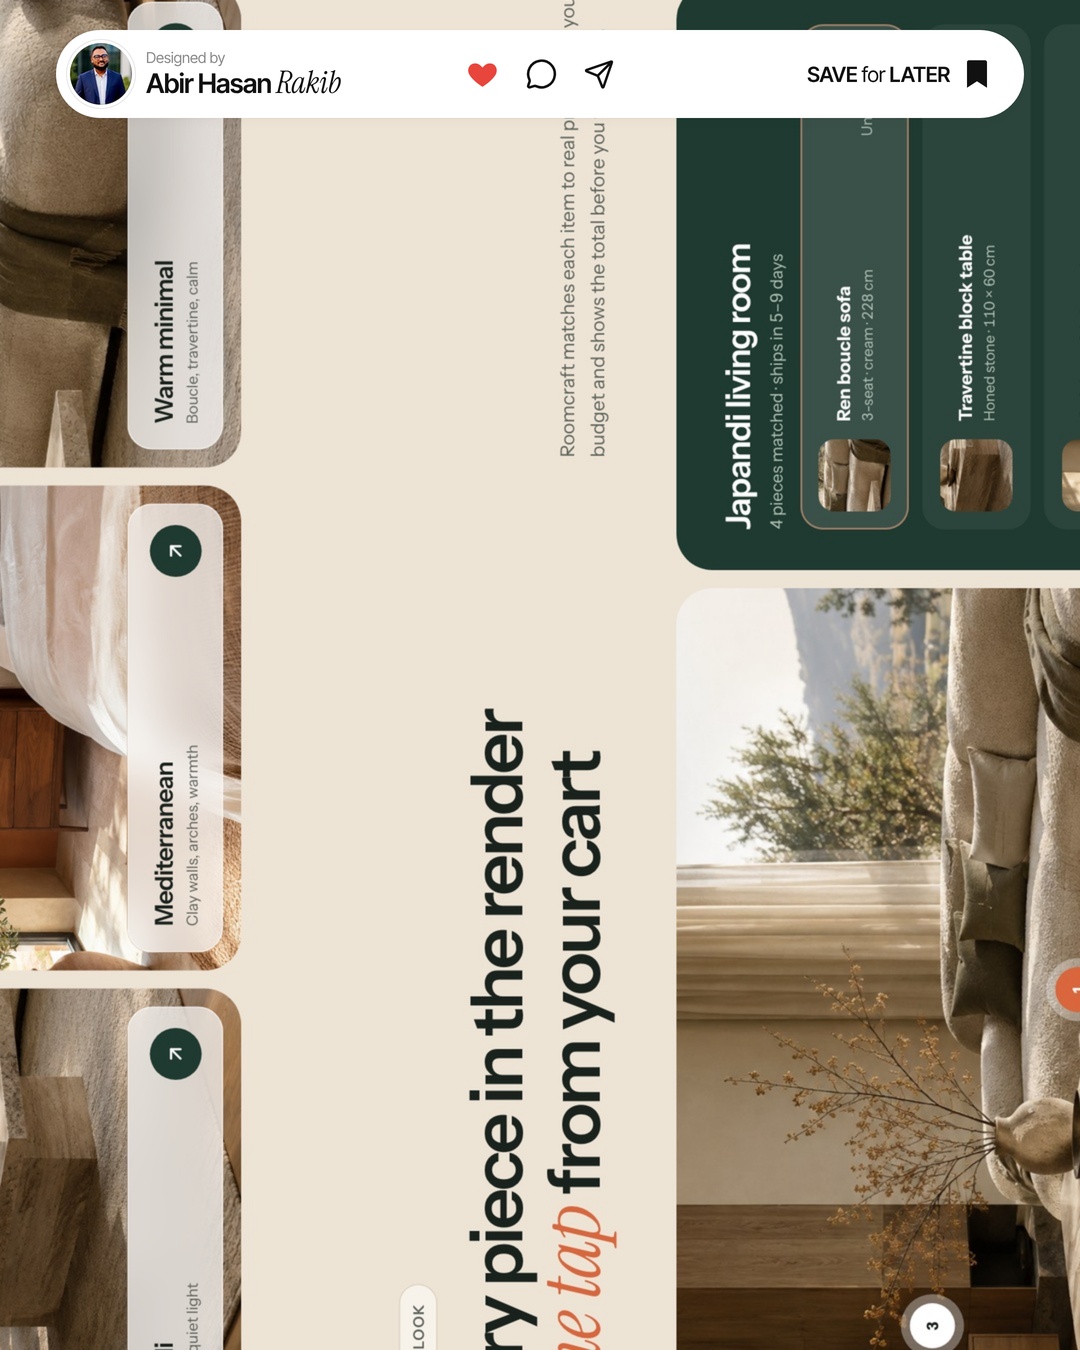 Designed by
Abir Hasan Rakib
SAVE for LATER
Warm minimal
Boucle, travertine, calm
Mediterranean
Clay walls, arches, warmth
quiet light
LOOK
piece in the render
tap from your cart
Roomcraft matches each item to real
budget and shows the total before you
Japandi living room
4 pieces matched · ships in 5–9 days
Ren boucle sofa
3-seat · cream · 228 cm
Travertine block table
Honed stone · 110 × 60 cm
1
3